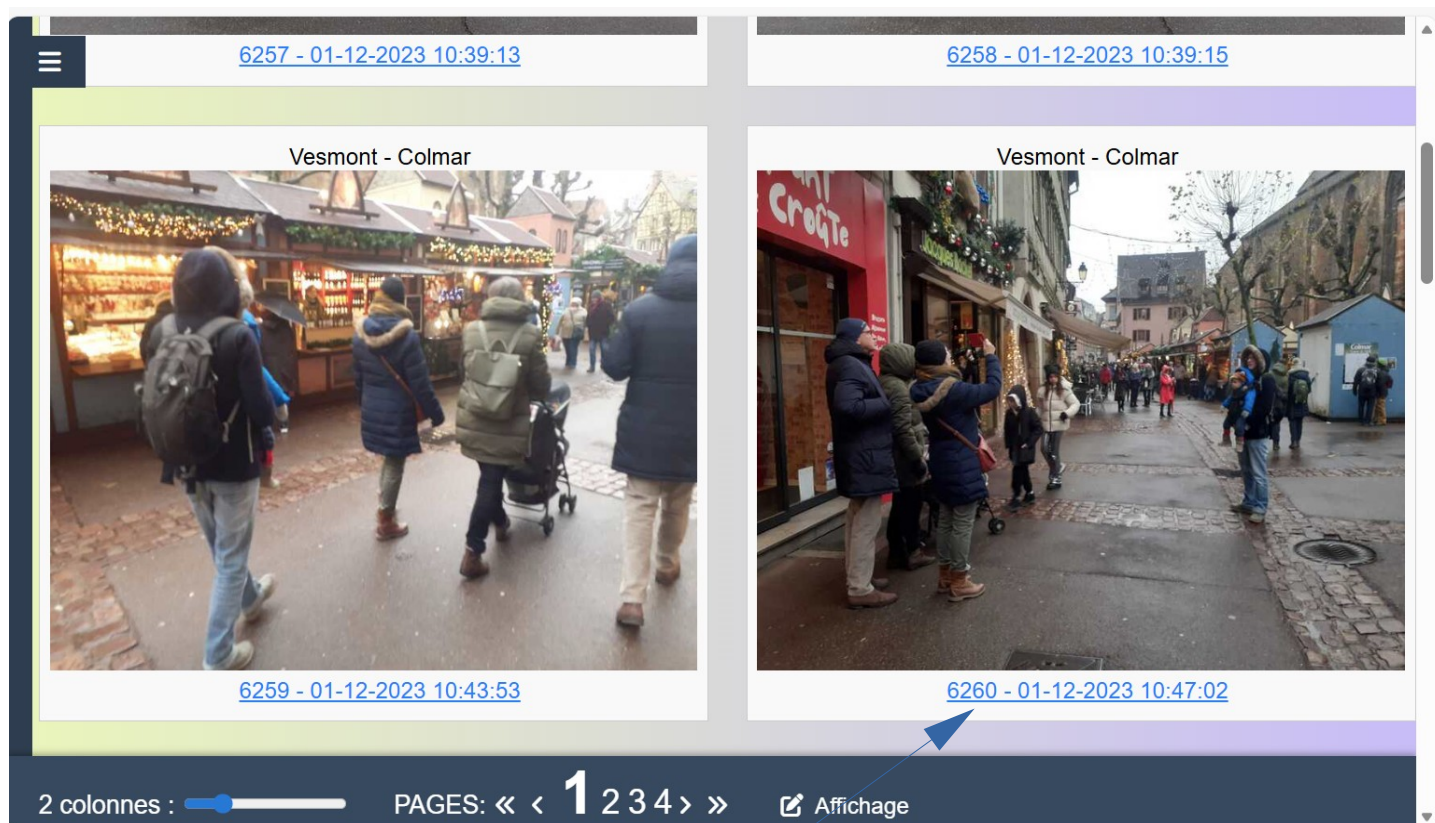 6257 - 01-12-2023 10:39:13
6258 - 01-12-2023 10:39:15
Vesmont - Colmar
Vesmont - Colmar
CROÛTe
Colmar
6259 - 01-12-2023 10:43:53
6260 - 01-12-2023 10:47:02
2 colonnes :
PAGES: « ‹ 1 2 3 4 › »
Affichage